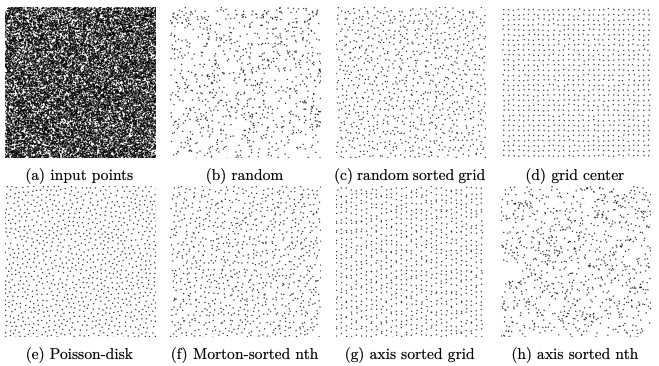 (a) input points
(b) random
(c) random sorted grid
(d) grid center
(e) Poisson-disk
(f) Morton-sorted nth
(g) axis sorted grid
(h) axis sorted nth